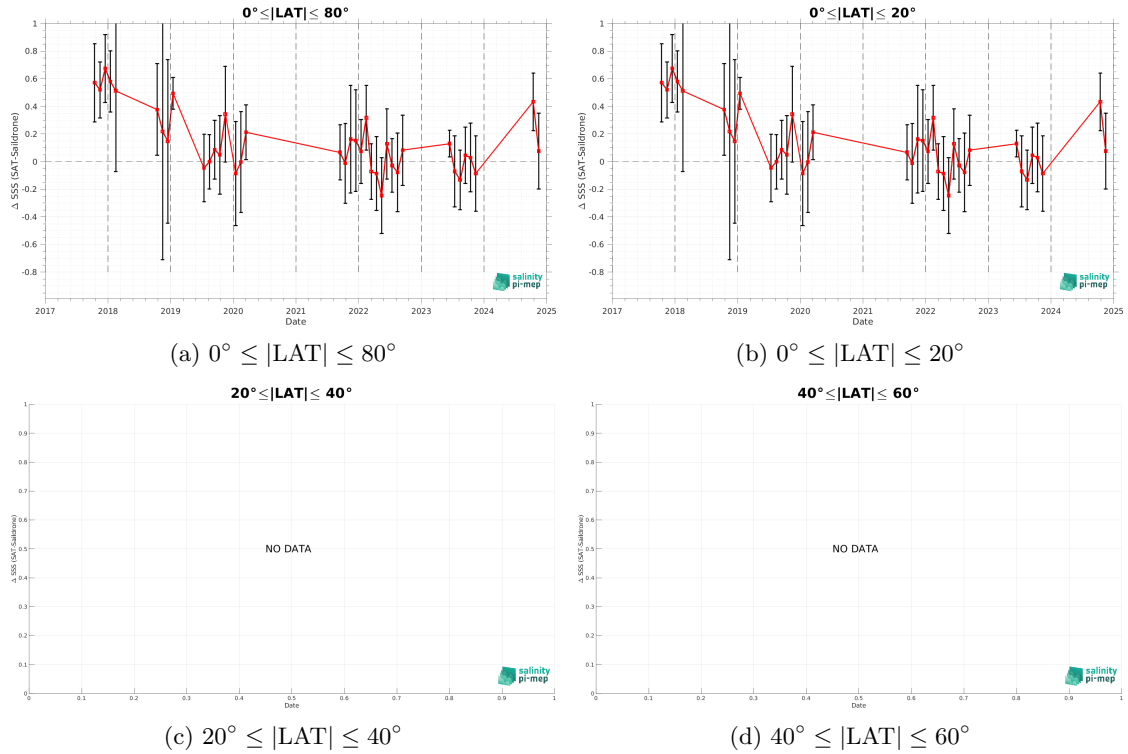 0°≤|LAT|≤ 80°
1
0.8
0.6
0.4
0.2
0
-0.2
-0.4
-0.6
-0.8
Δ SSS (SAT-Saildrone)
2017 2018 2019 2020 2021 2022 2023 2024 2025
Date
salinity
pi-mep
(a) 0° ≤ |LAT| ≤ 80°
0°≤|LAT|≤ 20°
1
0.8
0.6
0.4
0.2
0
-0.2
-0.4
-0.6
-0.8
Δ SSS (SAT-Saildrone)
2017 2018 2019 2020 2021 2022 2023 2024 2025
Date
salinity
pi-mep
(b) 0° ≤ |LAT| ≤ 20°
20°≤|LAT|≤ 40°
1
0.9
0.8
0.7
0.6
0.5
0.4
0.3
0.2
0.1
0
Δ SSS (SAT-Saildrone)
NO DATA
0 0.1 0.2 0.3 0.4 0.5 0.6 0.7 0.8 0.9 1
Date
salinity
pi-mep
(c) 20° ≤ |LAT| ≤ 40°
40°≤|LAT|≤ 60°
1
0.9
0.8
0.7
0.6
0.5
0.4
0.3
0.2
0.1
0
Δ SSS (SAT-Saildrone)
NO DATA
0 0.1 0.2 0.3 0.4 0.5 0.6 0.7 0.8 0.9 1
Date
salinity
pi-mep
(d) 40° ≤ |LAT| ≤ 60°